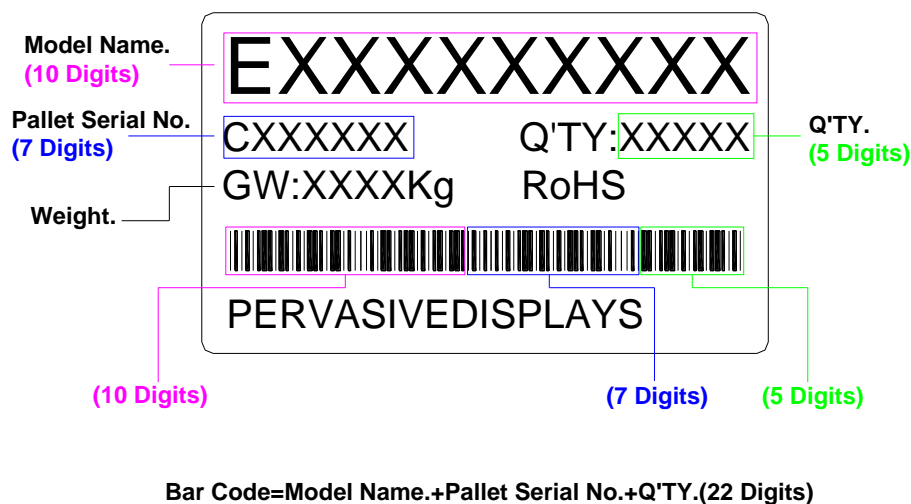 Model Name.
(10 Digits)
EXXXXXXXXXX
Pallet Serial No.
(7 Digits)
CXXXXXX
Q'TY:XXXXX
Q'TY.
(5 Digits)
GW:XXXXKg
RoHS
Weight.
PERVASIVEDISPLAYS
(10 Digits)
(7 Digits)
(5 Digits)
Bar Code=Model Name.+Pallet Serial No.+Q'TY.(22 Digits)